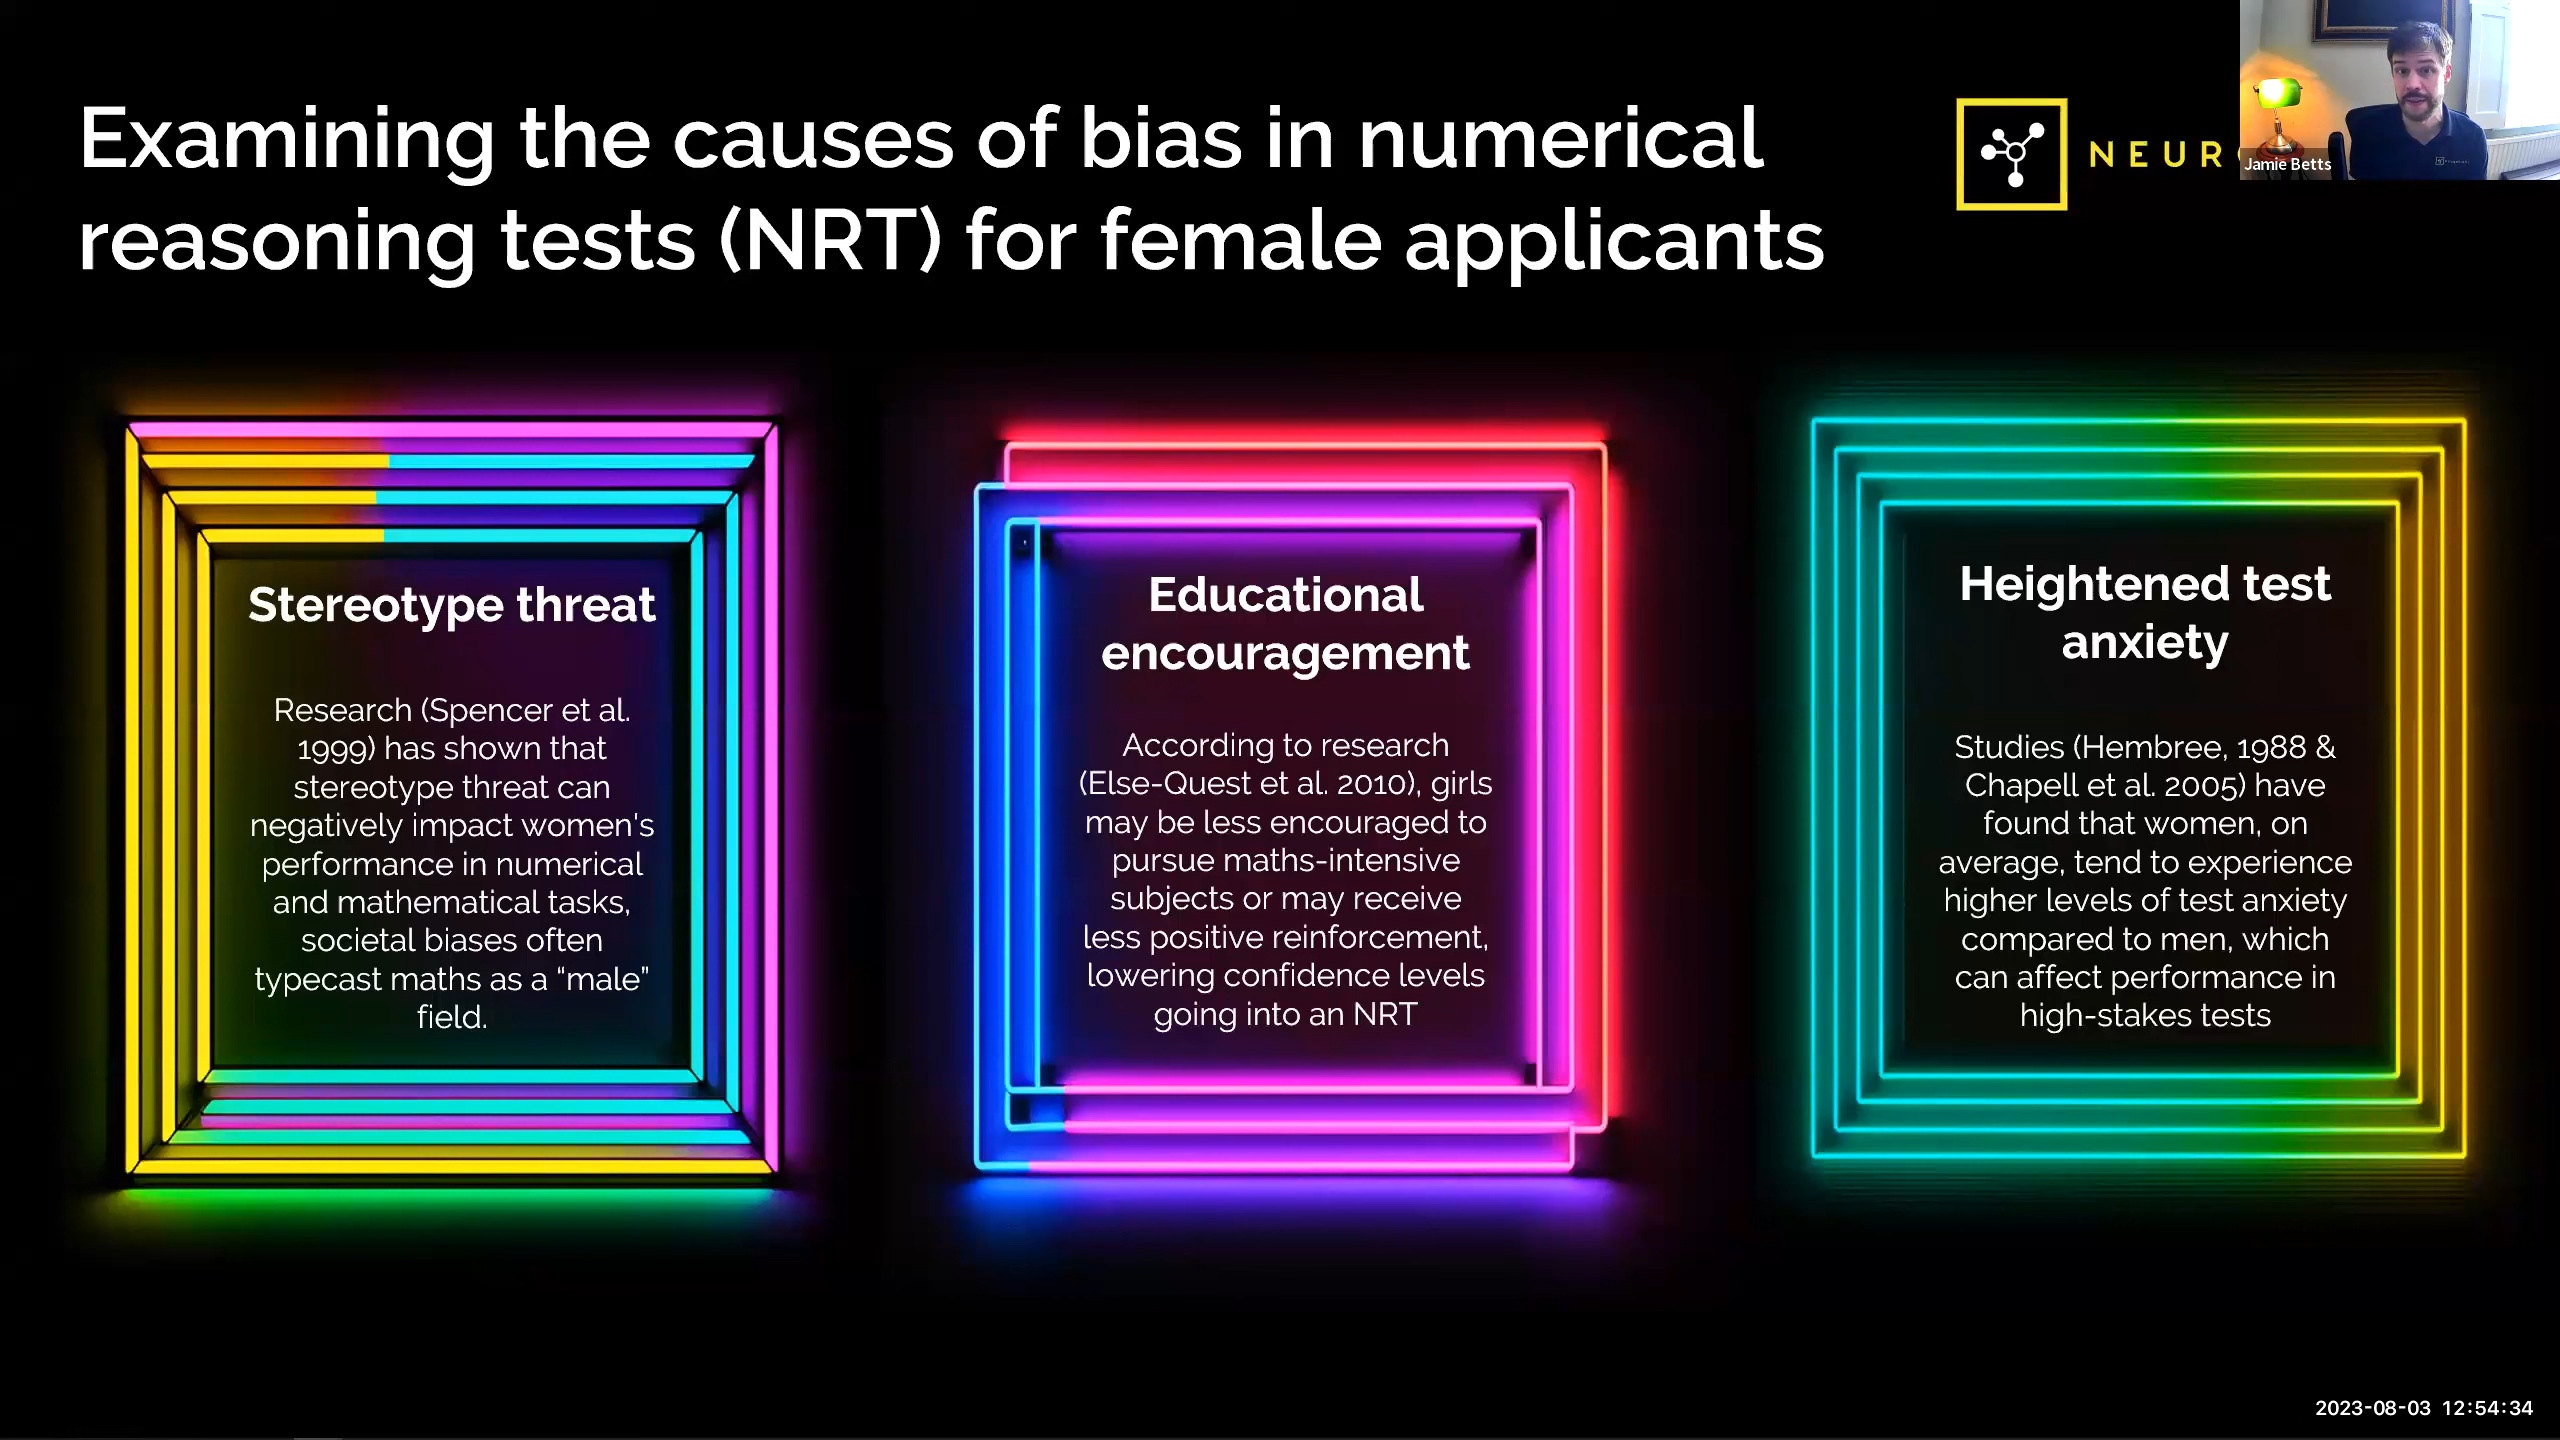 Examining the causes of bias in numerical
reasoning tests (NRT) for female applicants
NEUR
Jamie Betts
Stereotype threat
Research (Spencer et al.
1999) has shown that
stereotype threat can
negatively impact women's
performance in numerical
and mathematical tasks,
societal biases often
typecast maths as a “male”
field.
Educational
encouragement
According to research
(Else-Quest et al. 2010), girls
may be less encouraged to
pursue maths-intensive
subjects or may receive
less positive reinforcement,
lowering confidence levels
going into an NRT
Heightened test
anxiety
Studies (Hembree, 1988 &
Chapell et al. 2005) have
found that women, on
average, tend to experience
higher levels of test anxiety
compared to men, which
can affect performance in
high-stakes tests
2023-08-03 12:54:34